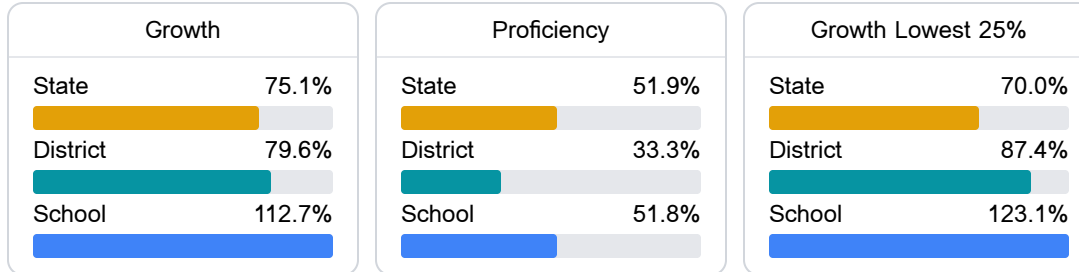 Growth
State 75.1%
District 79.6%
School 112.7%
Proficiency
State 51.9%
District 33.3%
School 51.8%
Growth Lowest 25%
State 70.0%
District 87.4%
School 123.1%